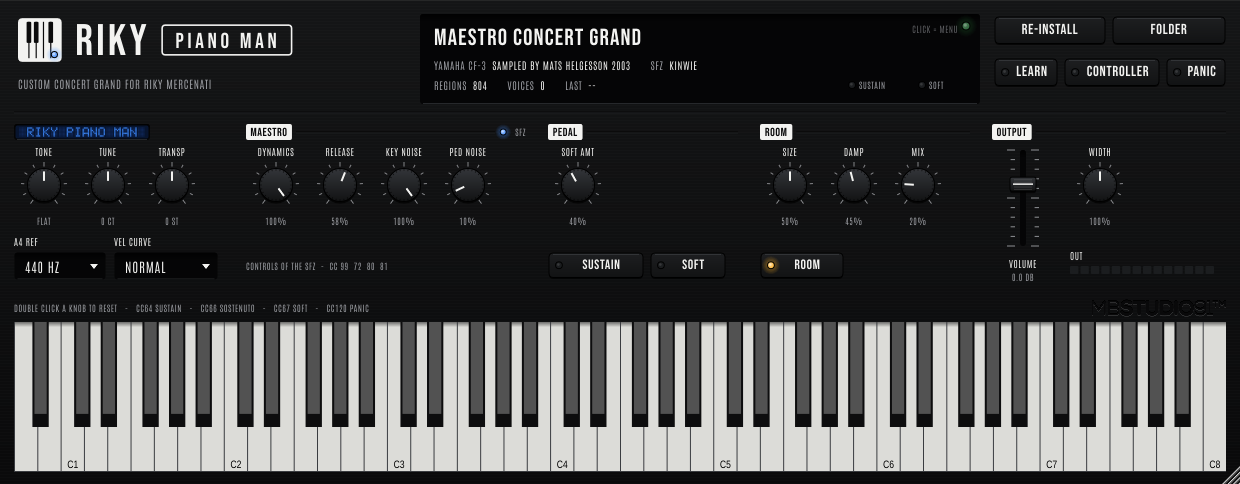 RIKY PIANO MAN
CUSTOM CONCERT GRAND FOR RIKY MERCENATI
MAESTRO CONCERT GRAND
CLICK = MENU
YAMAHA CF-3 SAMPLED BY MATS HELGESSON 2003 SFZ KINWIE
REGIONS 804 VOICES 0 LAST --
SUSTAIN SOFT
RE-INSTALL FOLDER
LEARN CONTROLLER PANIC
RIKY PIANO MAN
TONE TUNE TRANSP
FLAT 0 CT 0 ST
A4 REF VEL CURVE
440 HZ NORMAL
MAESTRO SFZ
DYNAMICS RELEASE KEY NOISE PED NOISE
100% 58% 100% 10%
CONTROLS OF THE SFZ - CC 99 72 80 81
PEDAL
SOFT AMT
40%
SUSTAIN SOFT
ROOM
SIZE DAMP MIX
50% 45% 20%
ROOM
OUTPUT
WIDTH
100%
VOLUME
0.0 DB
OUT
DOUBLE CLICK A KNOB TO RESET - CC64 SUSTAIN - CC66 SOSTENUTO - CC67 SOFT - CC120 PANIC
C1 C2 C3 C4 C5 C6 C7 C8